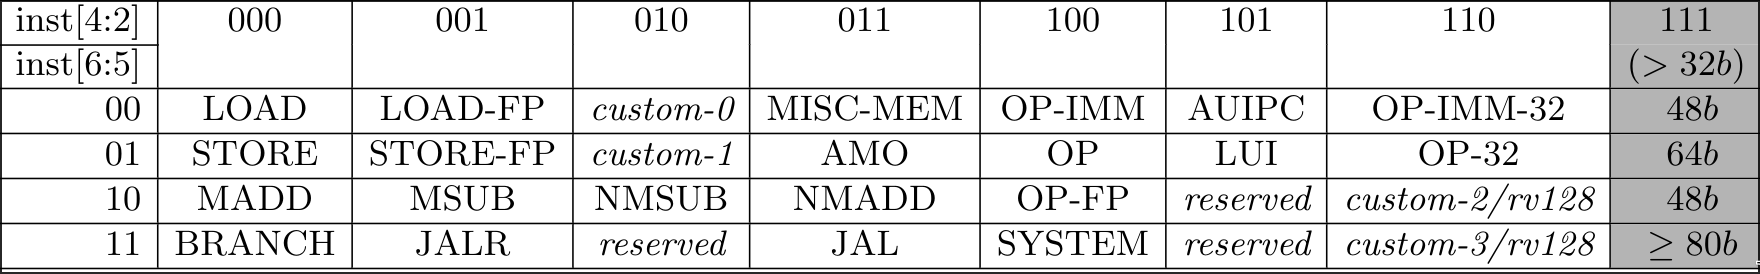 inst[4:2] 000 001 010 011 100 101 110 111
inst[6:5] (> 32b)
00 LOAD LOAD-FP custom-0 MISC-MEM OP-IMM AUIPC OP-IMM-32 48b
01 STORE STORE-FP custom-1 AMO OP LUI OP-32 64b
10 MADD MSUB NMSUB NMADD OP-FP reserved custom-2/rv128 48b
11 BRANCH JALR reserved JAL SYSTEM reserved custom-3/rv128 ≥ 80b